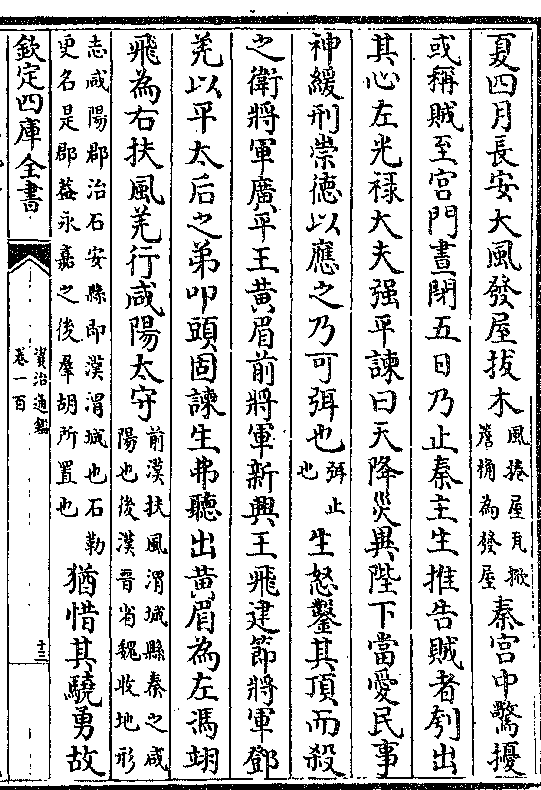 夏四月長安大風發屋拔木風捲屋瓦掀簷桷為發屋秦宮中驚擾
或稱賊至宮門晝閉五日乃止秦主生推告賊者刳出
其心左光禄大夫强平諫曰天降災異陛下當愛民事
神緩刑崇德以應之乃可弭也弭止也生怒鑿其頂而殺
之衛將軍廣平王黄眉前將軍新興王飛建節將軍鄧
羌以平太后之弟叩頭固諫生弗聽出黄眉為左馮翊
飛為右扶風羌行咸陽太守前漢扶風渭城縣秦之咸陽也後漢晉省魏收地形
志咸陽郡治石安縣即漢渭城也石勒更名是郡葢永嘉之後羣胡所置也猶惜其驍勇故
欽定四庫全書
資治通鑑
卷一百
十三